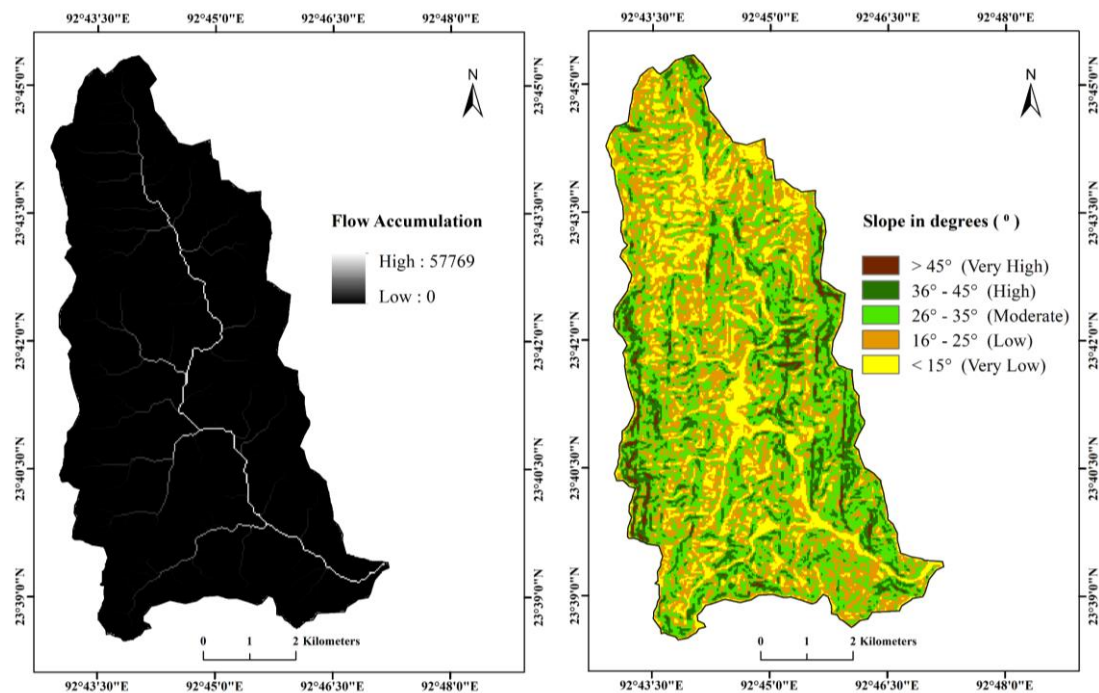 92°43'30"E 92°45'0"E 92°46'30"E 92°48'0"E
23°45'0"N
23°43'30"N
23°42'0"N
23°40'30"N
23°39'0"N
N
23°45'0"N
23°43'30"N
23°42'0"N
23°40'30"N
23°39'0"N
Flow Accumulation
High : 57769
Low : 0
0 1 2 Kilometers
92°43'30"E 92°45'0"E 92°46'30"E 92°48'0"E
92°43'30"E 92°45'0"E 92°46'30"E 92°48'0"E
23°45'0"N
23°43'30"N
23°42'0"N
23°40'30"N
23°39'0"N
N
23°45'0"N
23°43'30"N
23°42'0"N
23°40'30"N
23°39'0"N
Slope in degrees ( ° )
> 45° (Very High)
36° - 45° (High)
26° - 35° (Moderate)
16° - 25° (Low)
< 15° (Very Low)
0 1 2 Kilometers
92°43'30"E 92°45'0"E 92°46'30"E 92°48'0"E